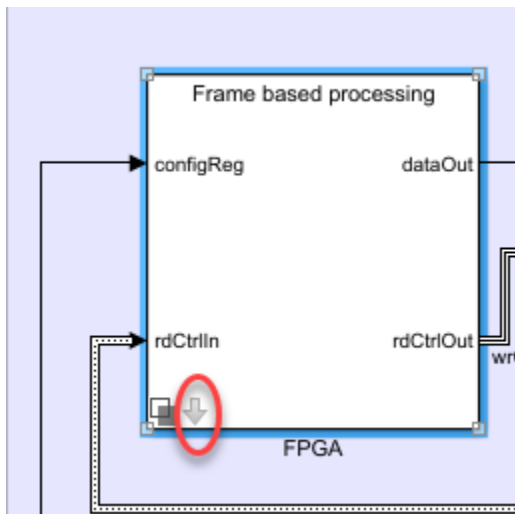 Frame based processing
configReg
dataOut
rdCtrlIn
rdCtrlOut
FPGA